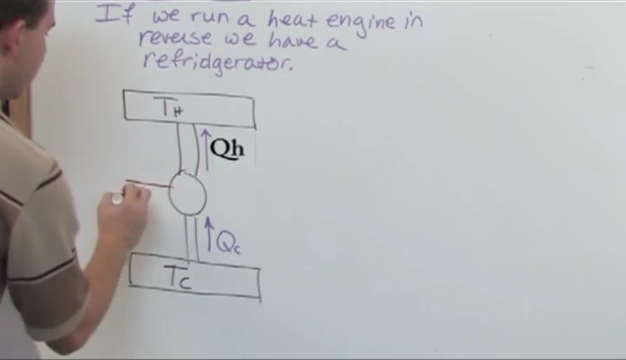 If we run a heat engine in
reverse we have a
refridgerator.
TH
Qh
Qc
Tc